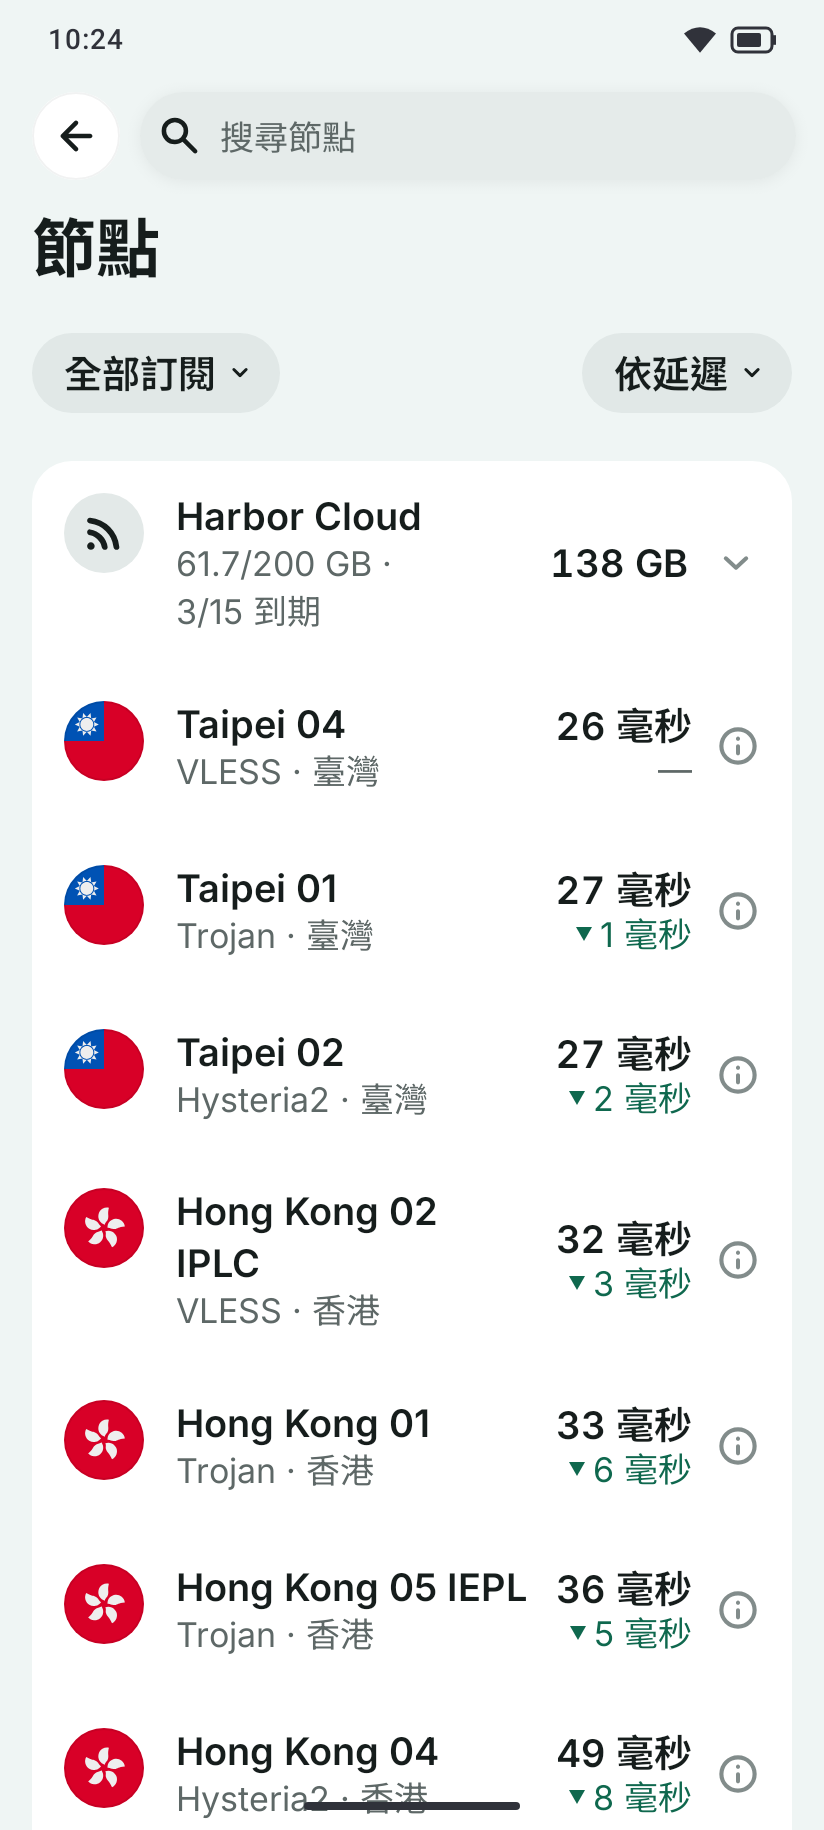 10:24
搜尋節點
節點
全部訂閱
依延遲
Harbor Cloud
61.7/200 GB ·
3/15 到期
138 GB
Taipei 04
26 毫秒
VLESS · 臺灣
—
Taipei 01
27 毫秒
Trojan · 臺灣
▼1 毫秒
Taipei 02
27 毫秒
Hysteria2 · 臺灣
▼2 毫秒
Hong Kong 02
IPLC
32 毫秒
VLESS · 香港
▼3 毫秒
Hong Kong 01
33 毫秒
Trojan · 香港
▼6 毫秒
Hong Kong 05 IEPL
36 毫秒
Trojan · 香港
▼5 毫秒
Hong Kong 04
49 毫秒
Hysteria2 · 香港
▼8 毫秒